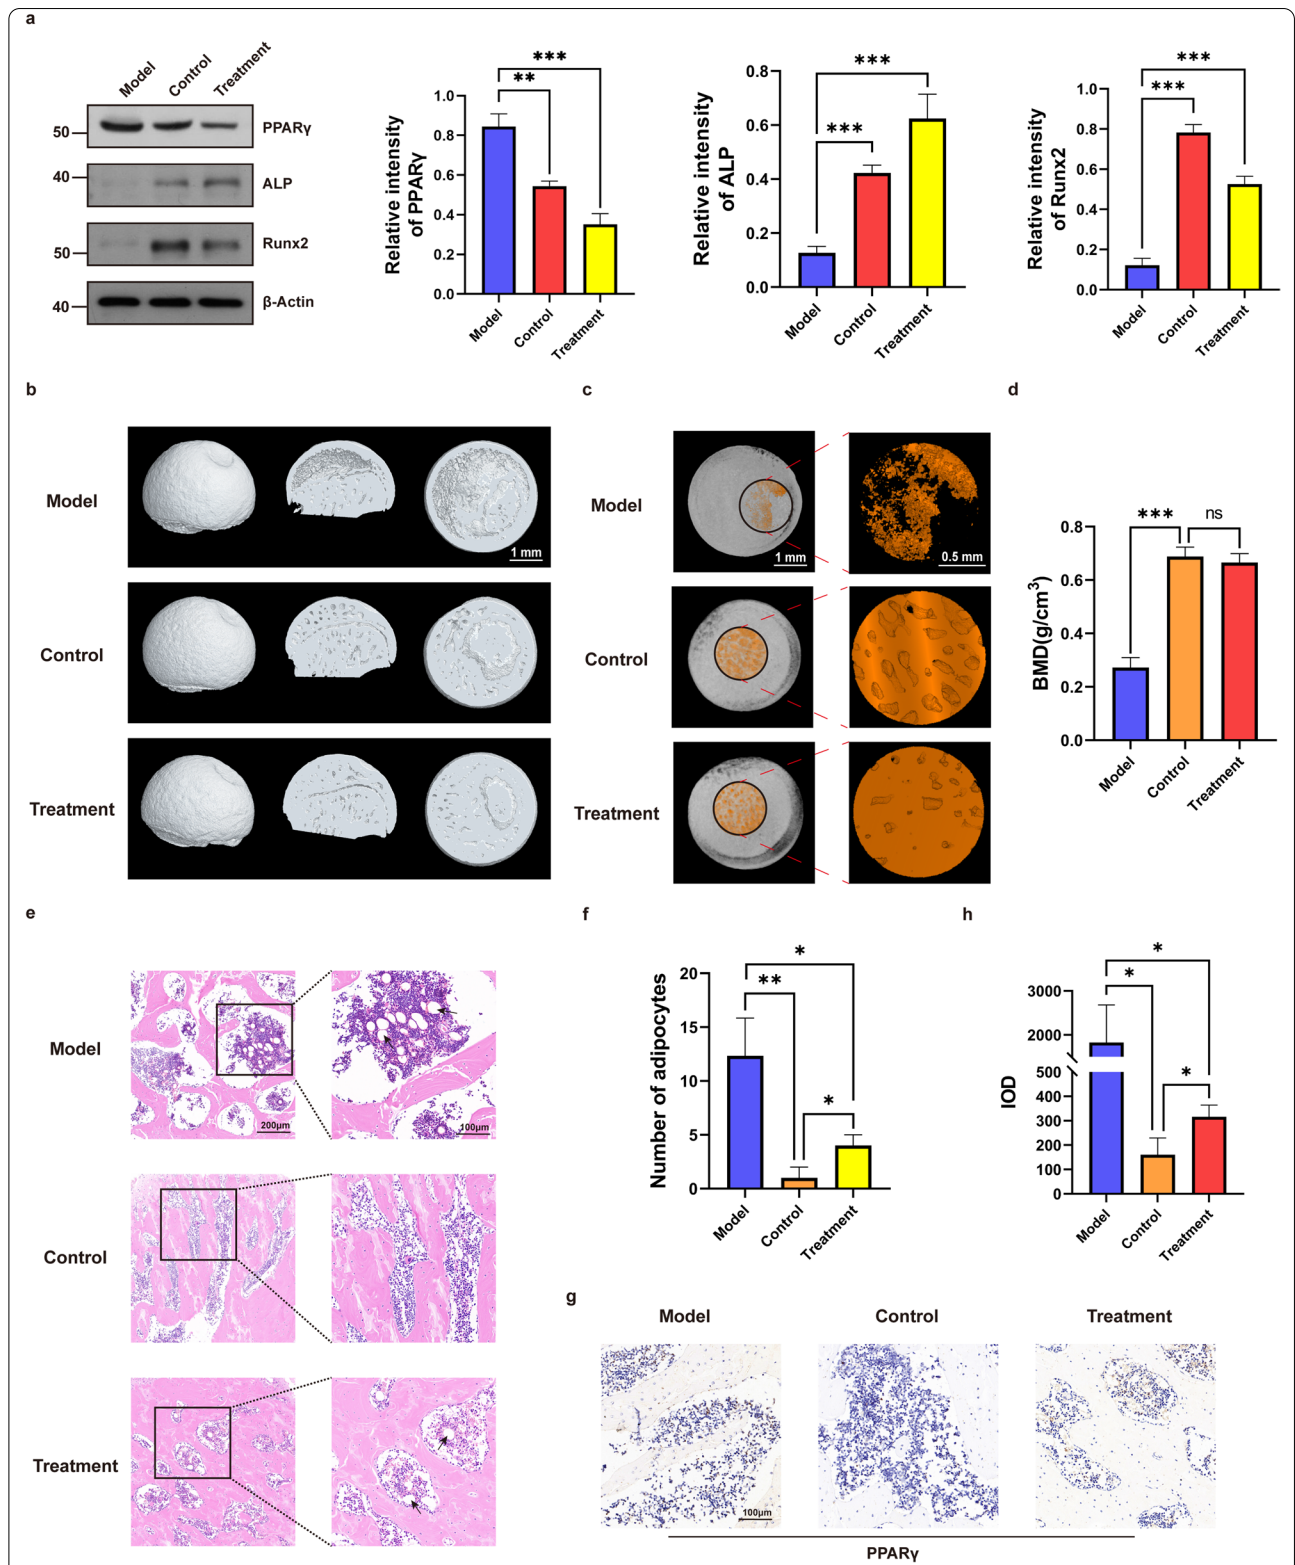 a
Model
Control
Treatment
50
PPARγ
40
ALP
50
Runx2
40
β-Actin
Relative intensity
of PPARγ
1.0
0.8
0.6
0.4
0.2
0.0
**
***
Model
Control
Treatment
Relative intensity
of ALP
0.8
0.6
0.4
0.2
0.0
***
***
Model
Control
Treatment
Relative intensity
of Runx2
1.0
0.8
0.6
0.4
0.2
0.0
***
***
Model
Control
Treatment
b
Model
1 mm
Control
Treatment
c
Model
1 mm
0.5 mm
Control
Treatment
d
BMD(g/cm³)
0.8
0.6
0.4
0.2
0.0
***
ns
Model
Control
Treatment
e
Model
200μm
100μm
Control
Treatment
f
Number of adipocytes
20
15
10
5
0
*
**
*
Model
Control
Treatment
h
IOD
3000
2000
500
400
300
200
100
0
*
*
*
Model
Control
Treatment
g
Model
Control
Treatment
100μm
PPARγ